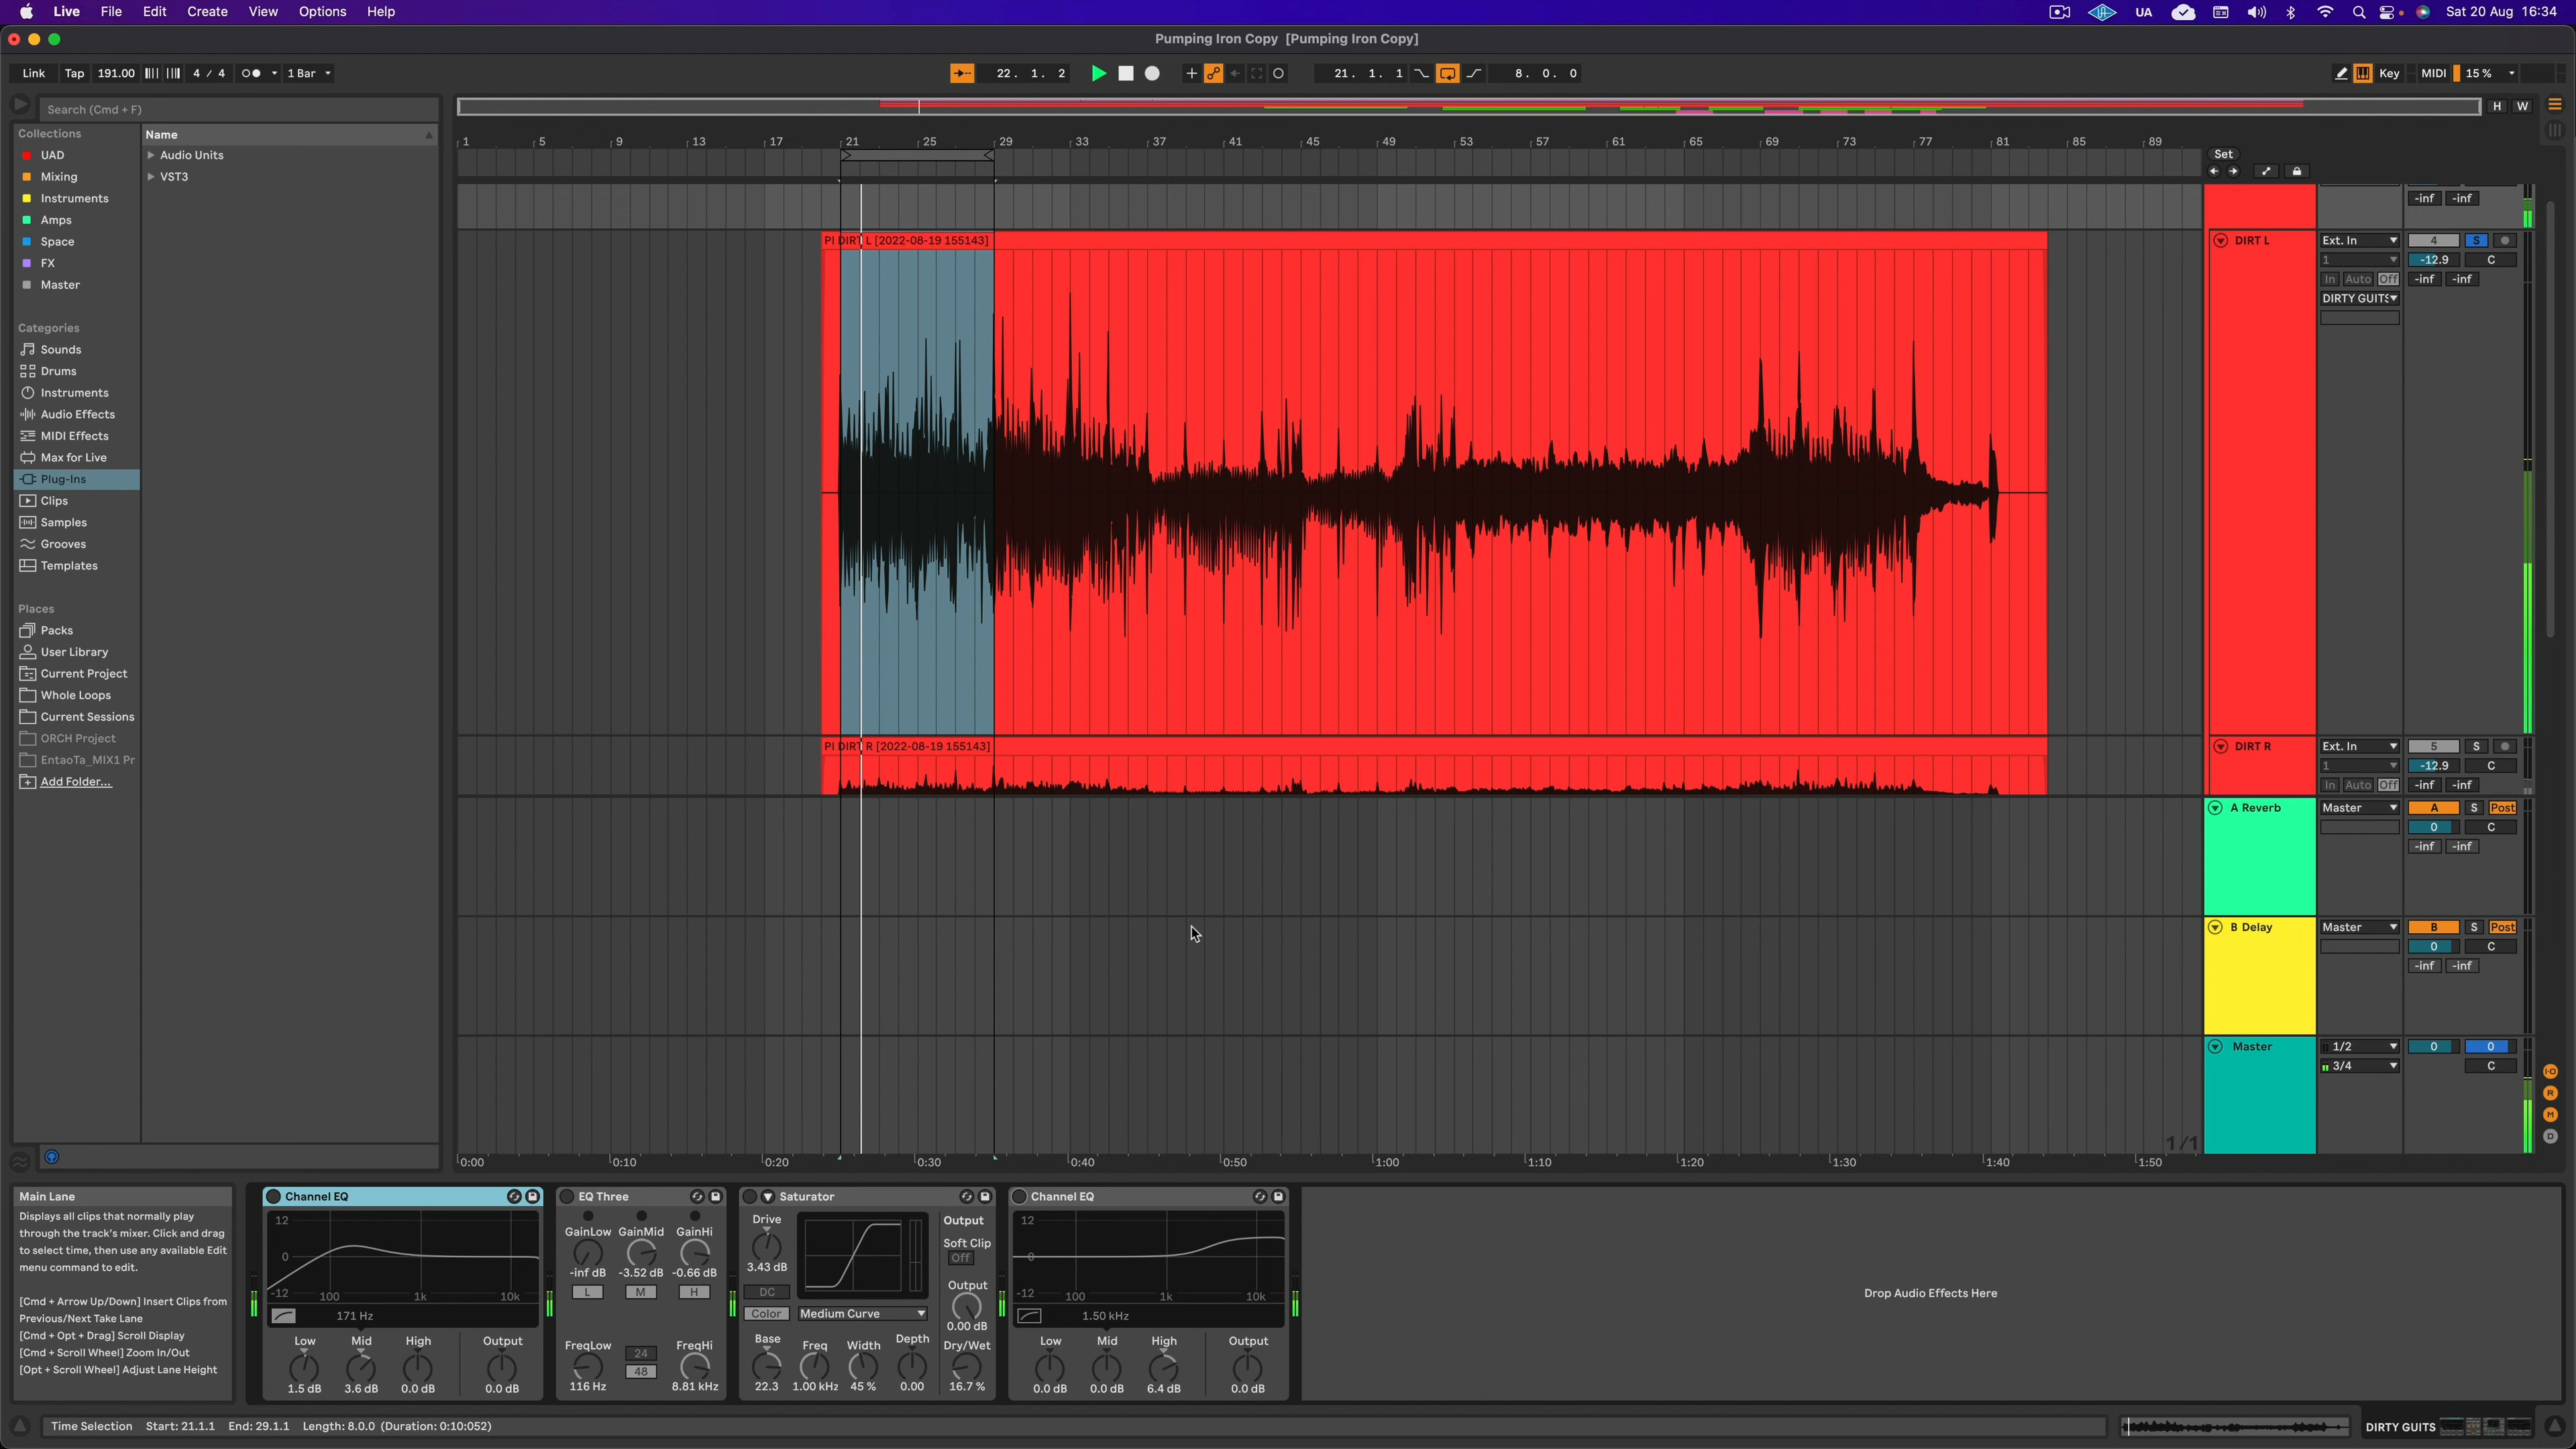 Live File Edit Create View Options Help UA Sat 20 Aug 16:34
Pumping Iron Copy [Pumping Iron Copy]
Link Tap 191.00 4 / 4 1 Bar 22. 1. 2 21. 1. 1 8. 0. 0 Key MIDI 15 %
Search (Cmd + F)
H W
Collections
UAD
Mixing
Instruments
Amps
Space
FX
Master
Categories
Sounds
Drums
Instruments
Audio Effects
MIDI Effects
Max for Live
Plug-Ins
Clips
Samples
Grooves
Templates
Places
Packs
User Library
Current Project
Whole Loops
Current Sessions
ORCH Project
EntaoTa_MIX1 Pr
Add Folder...
Name
Audio Units
VST3
1 5 9 13 17 21 25 29 33 37 41 45 49 53 57 61 65 69 73 77 81 85 89
Set
-inf -inf
PI DIRT L [2022-08-19 155143]
DIRT L Ext. In 4 S
1 -12.9 C
In Auto Off -inf -inf
DIRTY GUITS
PI DIRT R [2022-08-19 155143]
DIRT R Ext. In 5 S
1 -12.9 C
In Auto Off -inf -inf
A Reverb Master A S Post
0 C
-inf -inf
B Delay Master B S Post
0 C
-inf -inf
Master 1/2 0 0
3/4 C
1/1
I·O
R
M
D
0:00 0:10 0:20 0:30 0:40 0:50 1:00 1:10 1:20 1:30 1:40 1:50
Main Lane
Displays all clips that normally play
through the track's mixer. Click and drag
to select time, then use any available Edit
menu command to edit.
[Cmd + Arrow Up/Down] Insert Clips from
Previous/Next Take Lane
[Cmd + Opt + Drag] Scroll Display
[Cmd + Scroll Wheel] Zoom In/Out
[Opt + Scroll Wheel] Adjust Lane Height
Channel EQ
12
0
-12 100 1k 10k
171 Hz
Low Mid High Output
1.5 dB 3.6 dB 0.0 dB 0.0 dB
EQ Three
GainLow GainMid GainHi
-inf dB -3.52 dB -0.66 dB
L M H
FreqLow 24 FreqHi
48
116 Hz 8.81 kHz
Saturator
Drive
3.43 dB
DC
Color Medium Curve
Base Freq Width Depth
22.3 1.00 kHz 45 % 0.00
Output
Soft Clip
Off
Output
0.00 dB
Dry/Wet
16.7 %
Channel EQ
12
0
-12 100 1k 10k
1.50 kHz
Low Mid High Output
0.0 dB 0.0 dB 6.4 dB 0.0 dB
Drop Audio Effects Here
Time Selection Start: 21.1.1 End: 29.1.1 Length: 8.0.0 (Duration: 0:10:052)
DIRTY GUITS